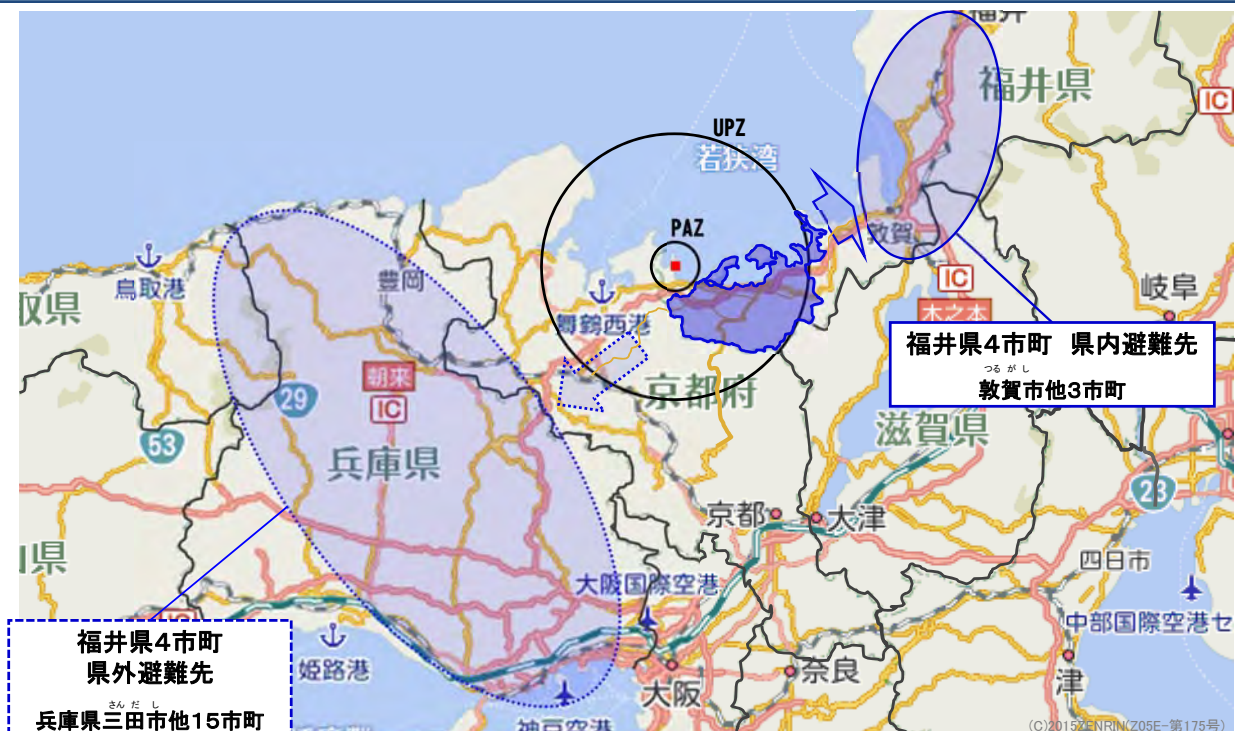 福井
福井県
IC
UPZ
若狭湾
PAZ
敦賀
IC
木之本
岐阜
鳥取港
豊岡
舞鶴西港
取県
朝来
IC
29
53
兵庫県
京都府
滋賀県
福井県4市町 県内避難先
つるがし
敦賀市他3市町
23
京都
大津
四日市
山県
大阪国際空港
中部国際空港セ
福井県4市町
県外避難先
さんだし
兵庫県三田市他15市町
姫路港
大阪
奈良
津
神戸空港
(C)2015ZENRIN(Z05E-第175号)